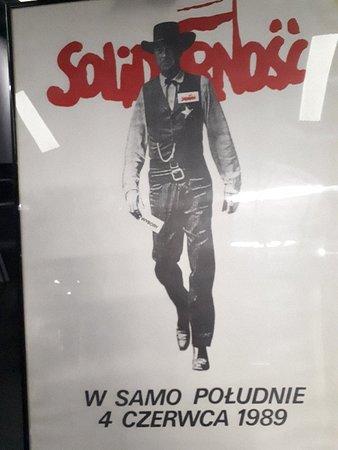 SOLIDARNOŚĆ
W SAMO POŁUDNIE
4 CZERWCA 1989